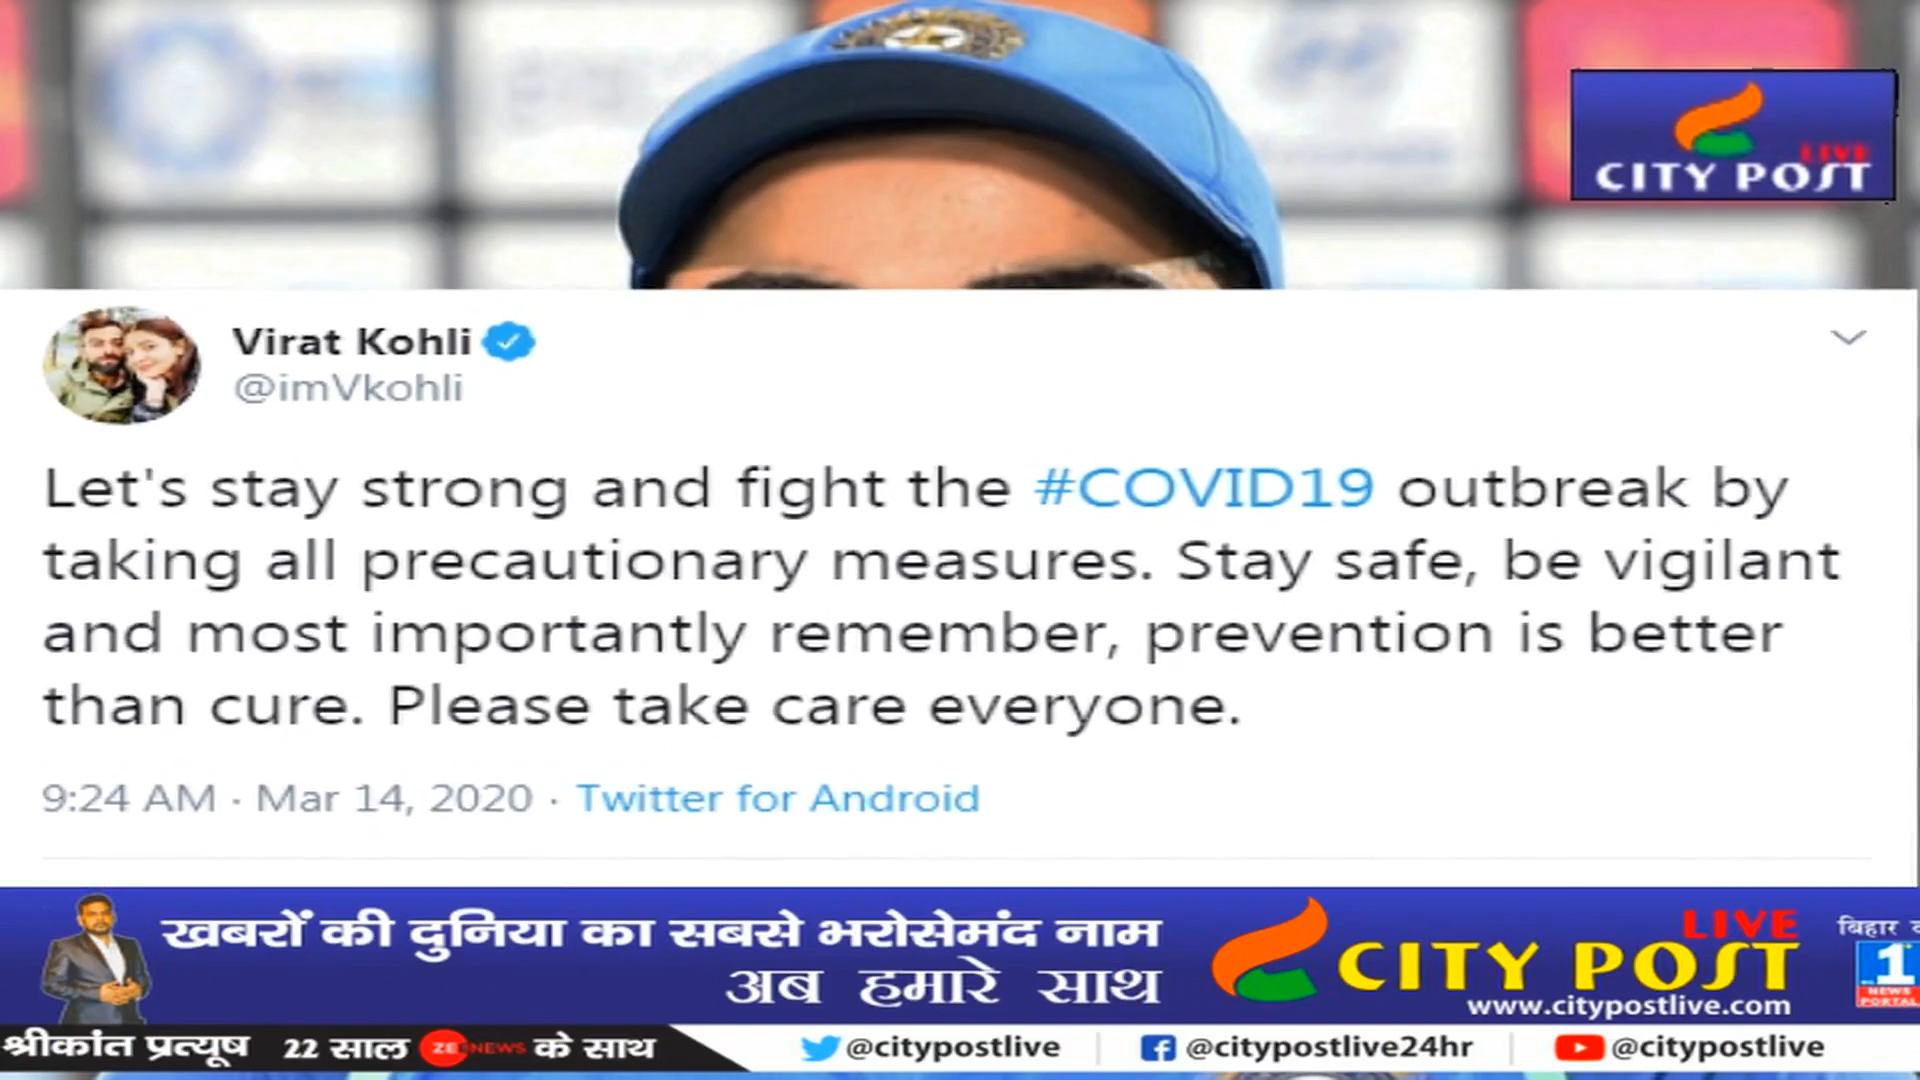 LIVE
CITY POST
Virat Kohli
@imVkohli
Let's stay strong and fight the #COVID19 outbreak by
taking all precautionary measures. Stay safe, be vigilant
and most importantly remember, prevention is better
than cure. Please take care everyone.
9:24 AM · Mar 14, 2020 · Twitter for Android
खबरों की दुनिया का सबसे भरोसेमंद नाम
अब हमारे साथ
LIVE
CITY POST
www.citypostlive.com
बिहार
1
NEWS
PORTAL
श्रीकांत प्रत्यूष 22 साल ZEE NEWS के साथ
@citypostlive
@citypostlive24hr
@citypostlive